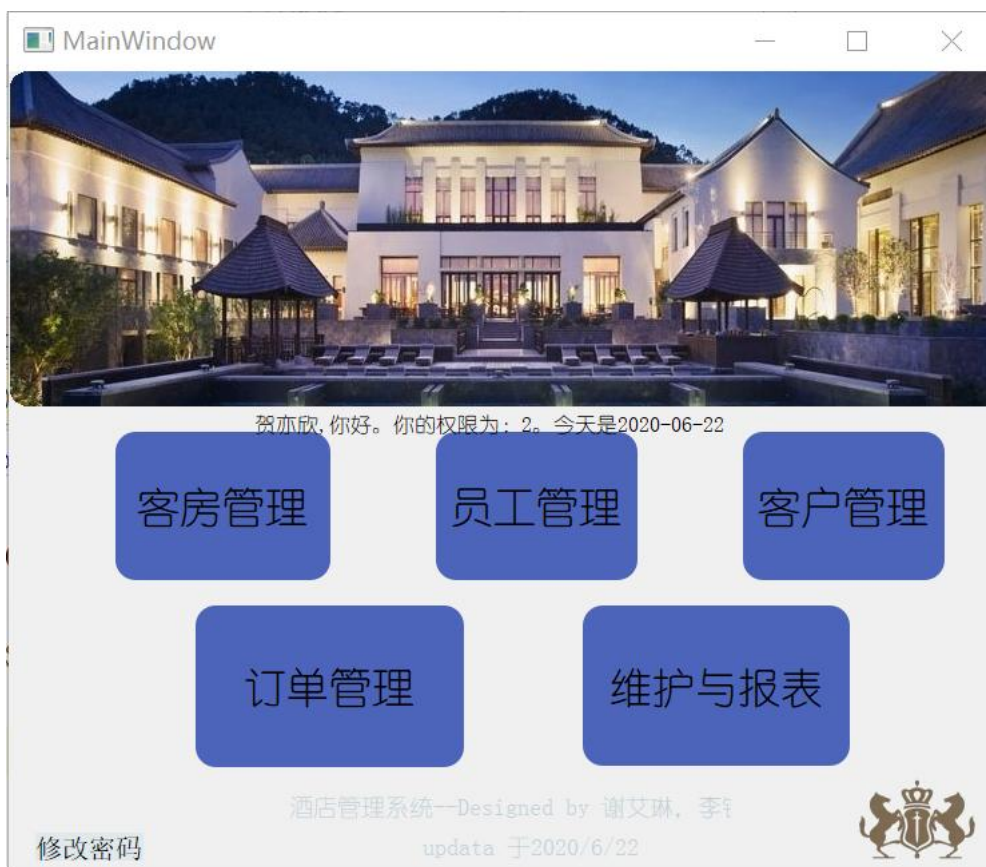 MainWindow
贺亦欣,你好。你的权限为: 2。今天是2020-06-22
客房管理
员工管理
客户管理
订单管理
维护与报表
酒店管理系统--Designed by 谢艾琳, 李
updata 于2020/6/22
修改密码